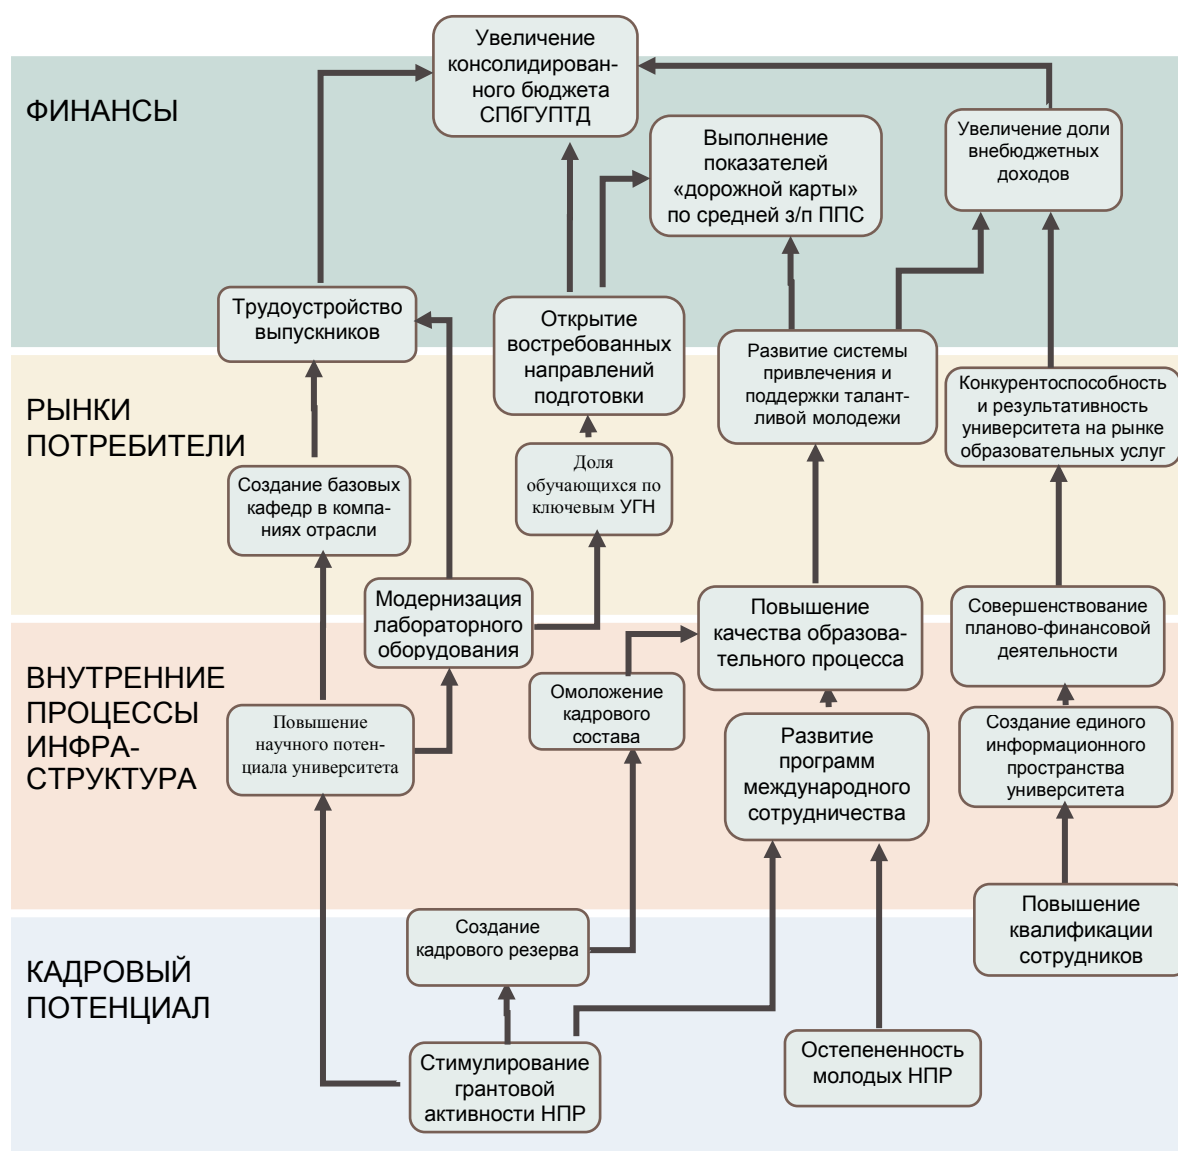 Увеличение
консолидирован-
ного бюджета
СПбГУПТД
ФИНАНСЫ
Выполнение
показателей
«дорожной карты»
по средней з/п ППС
Увеличение доли
внебюджетных
доходов
Трудоустройство
выпускников
Открытие
востребованных
направлений
подготовки
Развитие системы
привлечения и
поддержки талант-
ливой молодежи
Конкурентоспособность
и результативность
университета на рынке
образовательных услуг
РЫНКИ
ПОТРЕБИТЕЛИ
Создание базовых
кафедр в компа-
ниях отрасли
Доля
обучающихся по
ключевым УГН
Модернизация
лабораторного
оборудования
Повышение
качества образова-
тельного процесса
Совершенствование
планово-финансовой
деятельности
ВНУТРЕННИЕ
ПРОЦЕССЫ
ИНФРА-
СТРУКТУРА
Повышение
научного потен-
циала университета
Омоложение
кадрового
состава
Развитие
программ
международного
сотрудничества
Создание единого
информационного
пространства
университета
Повышение
квалификации
сотрудников
КАДРОВЫЙ
ПОТЕНЦИАЛ
Создание
кадрового резерва
Стимулирование
грантовой
активности НПР
Остепененность
молодых НПР